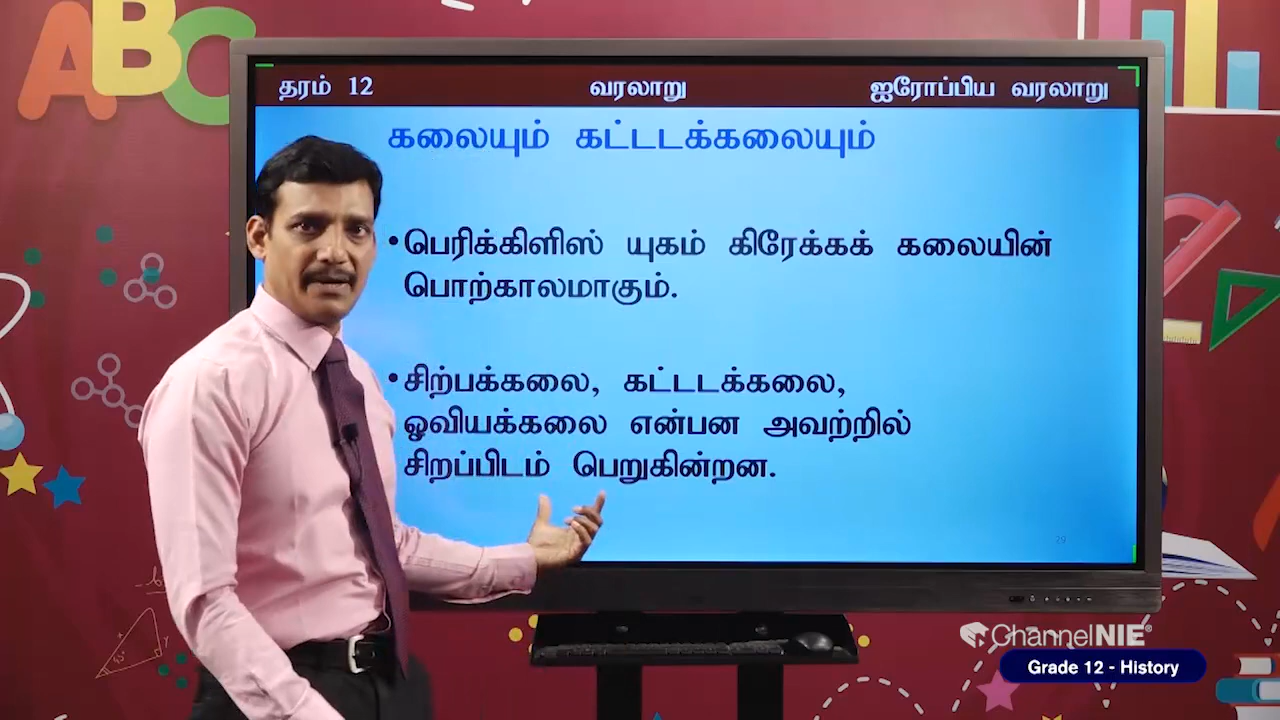 ABC
தரம் 12 வரலாறு ஐரோப்பிய வரலாறு
கலையும் கட்டடக்கலையும்
•பெரிக்கிளிஸ் யுகம் கிரேக்கக் கலையின்
பொற்காலமாகும்.
•சிற்பக்கலை, கட்டடக்கலை,
ஓவியக்கலை என்பன அவற்றில்
சிறப்பிடம் பெறுகின்றன.
29
ChannelNIE®
Grade 12 - History